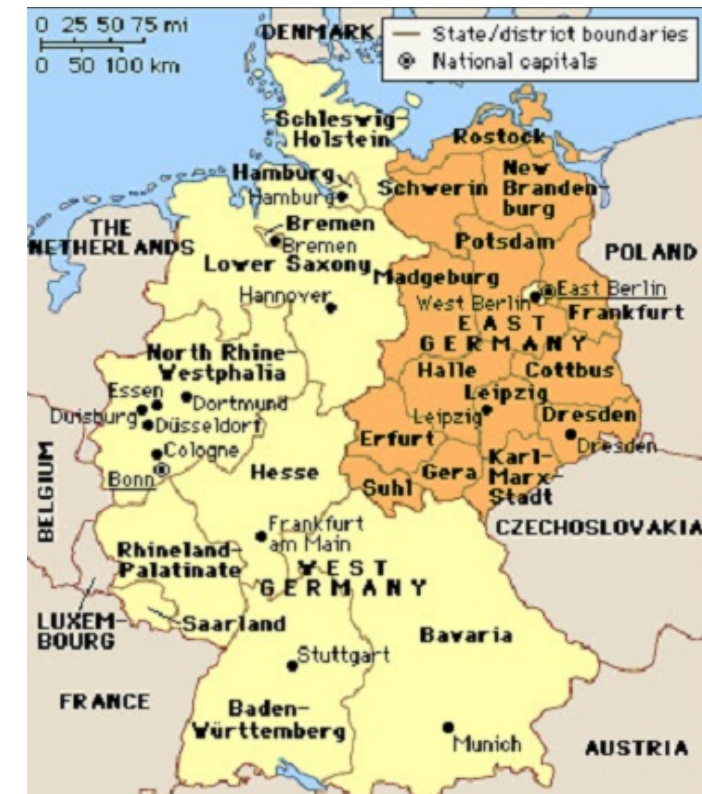 0 25 50 75 mi
0 50 100 km
DENMARK
State/district boundaries
National capitals
Schleswig-
Holstein
Rostock
Hamburg
Hamburg
Schwerin
New
Branden-
burg
Bremen
Bremen
THE
NETHERLANDS
Lower Saxony
Potsdam
POLAND
Madgeburg
Hannover
West Berlin
East Berlin
Frankfurt
EAST
GERMANY
North Rhine-
Westphalia
Halle
Cottbus
Essen
Dortmund
Duisburg
Düsseldorf
Leipzig
Leipzig
Dresden
Dresden
Erfurt
Cologne
Bonn
Hesse
Gera
Karl-
Marx-
Stadt
Suhl
BELGIUM
Frankfurt
am Main
CZECHOSLOVAKIA
Rhineland-
Palatinate
WEST
GERMANY
LUXEM-
BOURG
Saarland
Bavaria
Stuttgart
FRANCE
Baden-
Württemberg
Munich
AUSTRIA